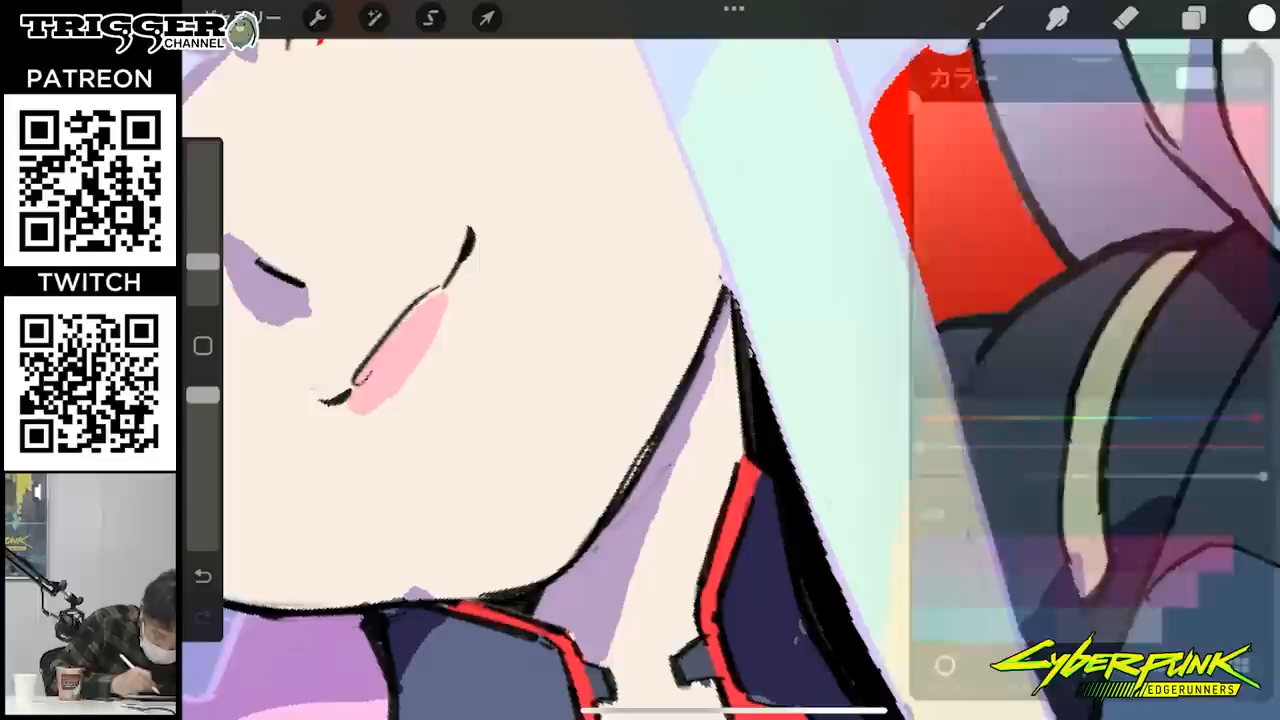 TRIGGER
CHANNEL
PATREON
TWITCH
カラー
CYBERPUNK
EDGERUNNERS